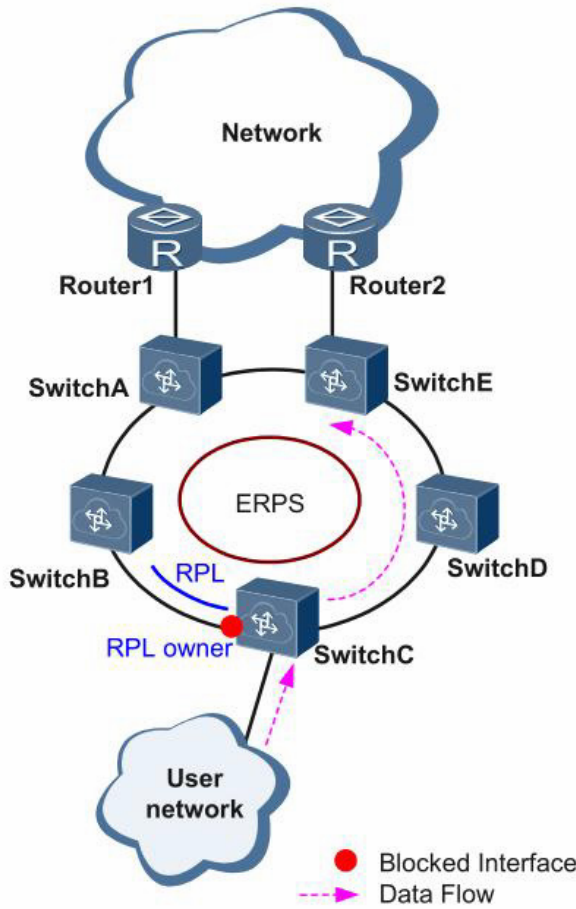 Network
R
R
Router1
Router2
SwitchA
SwitchE
ERPS
SwitchB
SwitchD
RPL
RPL owner
SwitchC
User
network
Blocked Interface
Data Flow